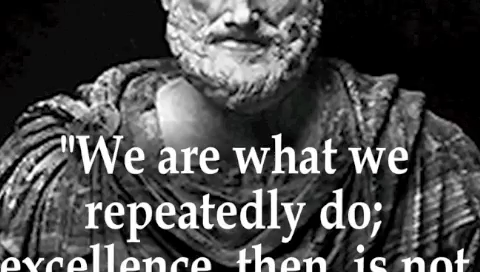 "We are what we
repeatedly do;
excellence, then, is not